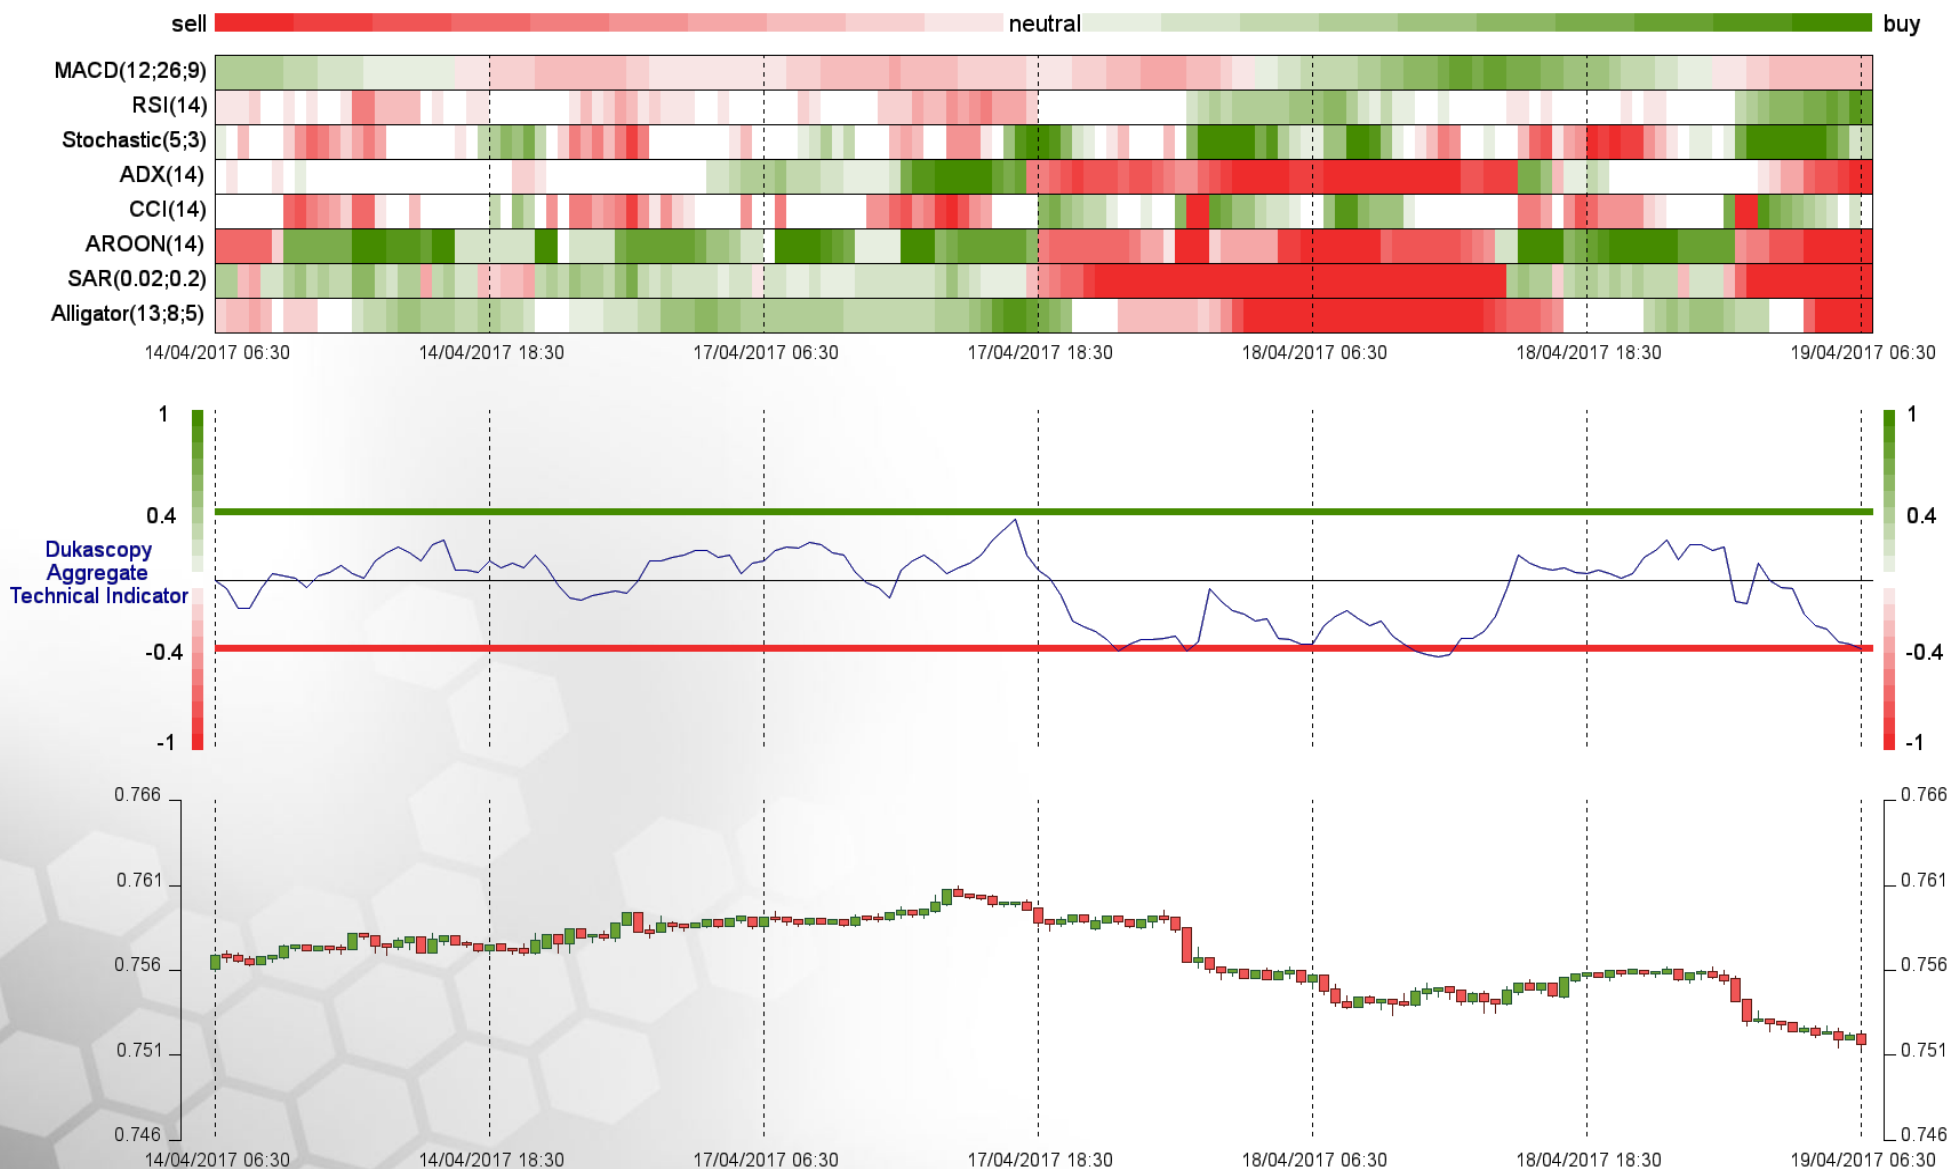 sell neutral buy
MACD(12;26;9)
RSI(14)
Stochastic(5;3)
ADX(14)
CCI(14)
AROON(14)
SAR(0.02;0.2)
Alligator(13;8;5)
14/04/2017 06:30 14/04/2017 18:30 17/04/2017 06:30 17/04/2017 18:30 18/04/2017 06:30 18/04/2017 18:30 19/04/2017 06:30
1 1
0.4 0.4
Dukascopy
Aggregate
Technical Indicator
-0.4 -0.4
-1 -1
0.766 0.766
0.761 0.761
0.756 0.756
0.751 0.751
0.746 0.746
14/04/2017 06:30 14/04/2017 18:30 17/04/2017 06:30 17/04/2017 18:30 18/04/2017 06:30 18/04/2017 18:30 19/04/2017 06:30